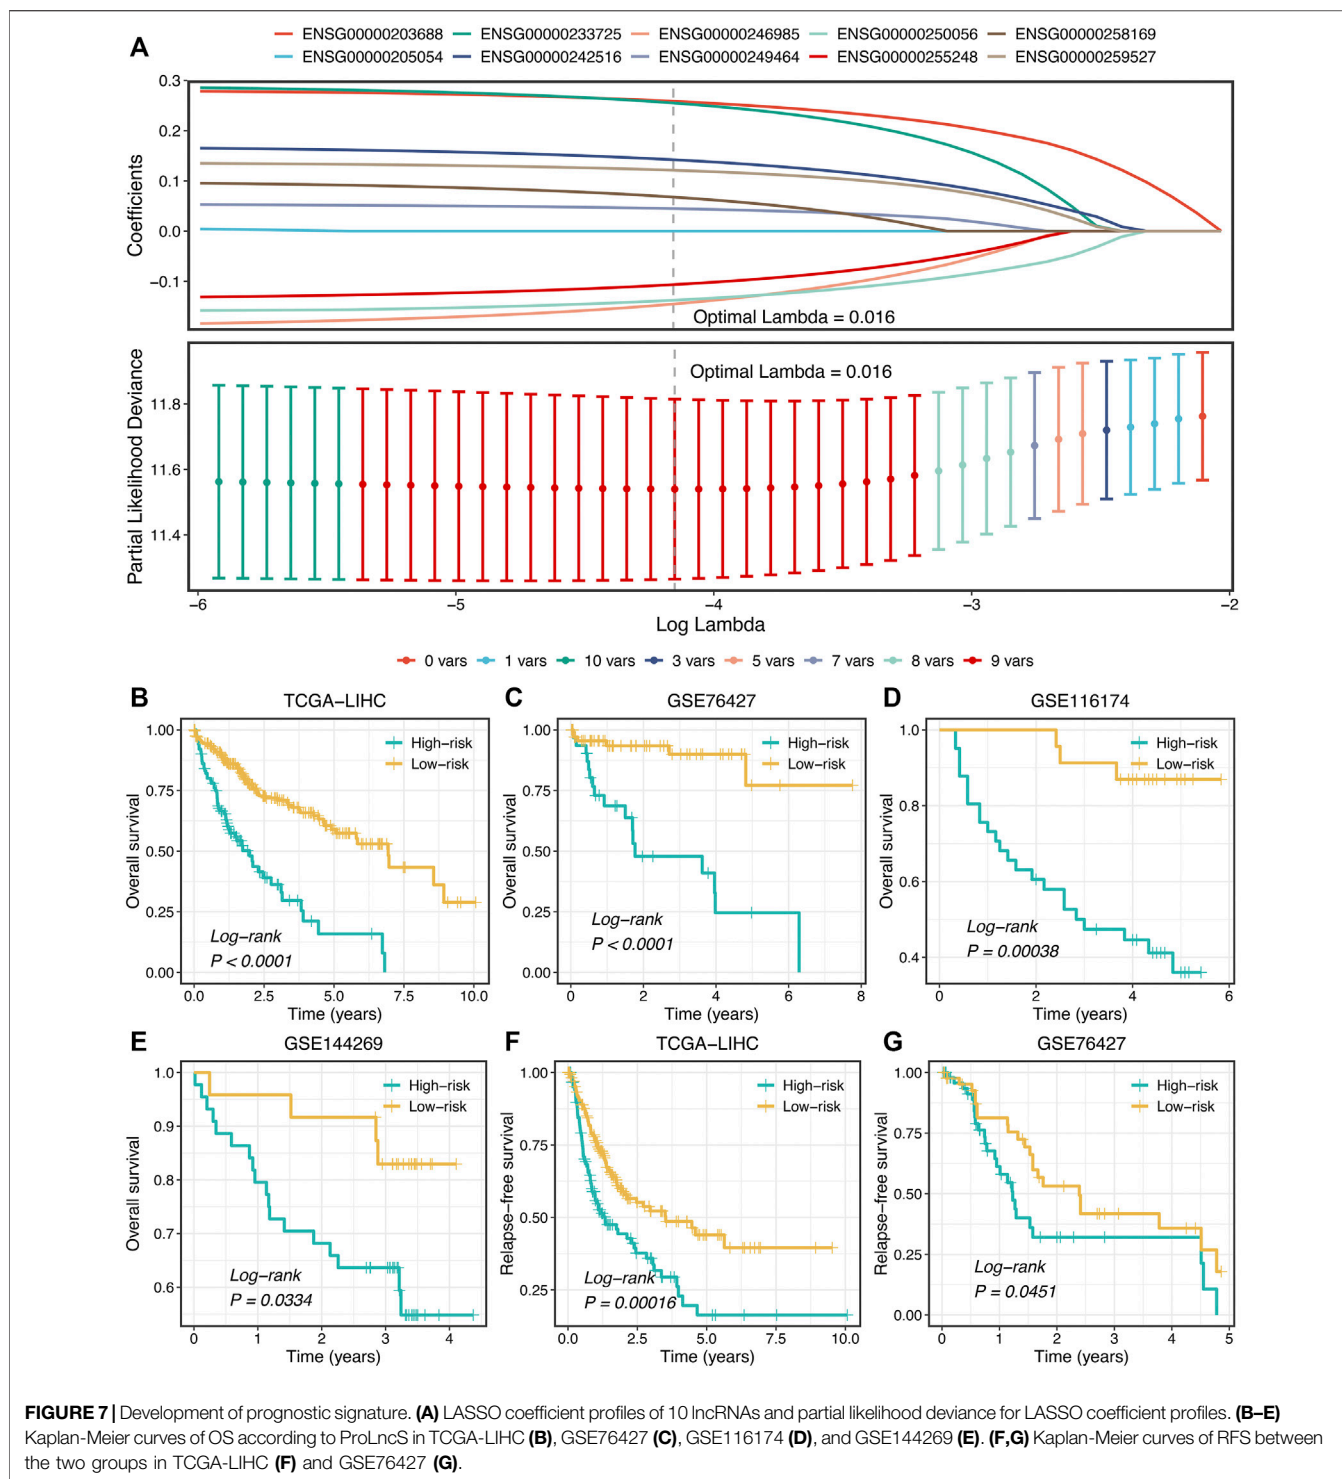 A
ENSG00000203688 ENSG00000233725 ENSG00000246985 ENSG00000250056 ENSG00000258169
ENSG00000205054 ENSG00000242516 ENSG00000249464 ENSG00000255248 ENSG00000259527
0.3
0.2
0.1
0.0
−0.1
Coefficients
Optimal Lambda = 0.016
Optimal Lambda = 0.016
11.8
11.6
11.4
Partial Likelihood Deviance
−6 −5 −4 −3 −2
Log Lambda
0 vars 1 vars 10 vars 3 vars 5 vars 7 vars 8 vars 9 vars
B
TCGA−LIHC
1.00
0.75
0.50
0.25
0.00
Overall survival
High−risk
Low−risk
Log−rank
P < 0.0001
0.0 2.5 5.0 7.5 10.0
Time (years)
C
GSE76427
1.00
0.75
0.50
0.25
0.00
Overall survival
High−risk
Low−risk
Log−rank
P < 0.0001
0 2 4 6 8
Time (years)
D
GSE116174
1.0
0.8
0.6
0.4
Overall survival
High−risk
Low−risk
Log−rank
P = 0.00038
0 2 4 6
Time (years)
E
GSE144269
1.0
0.9
0.8
0.7
0.6
Overall survival
High−risk
Low−risk
Log−rank
P = 0.0334
0 1 2 3 4
Time (years)
F
TCGA−LIHC
1.00
0.75
0.50
0.25
Relapse−free survival
High−risk
Low−risk
Log−rank
P = 0.00016
0.0 2.5 5.0 7.5 10.0
Time (years)
G
GSE76427
1.00
0.75
0.50
0.25
0.00
Relapse−free survival
High−risk
Low−risk
Log−rank
P = 0.0451
0 1 2 3 4 5
Time (years)
FIGURE 7 | Development of prognostic signature. (A) LASSO coefficient profiles of 10 lncRNAs and partial likelihood deviance for LASSO coefficient profiles. (B–E)
Kaplan-Meier curves of OS according to ProLncS in TCGA-LIHC (B), GSE76427 (C), GSE116174 (D), and GSE144269 (E). (F,G) Kaplan-Meier curves of RFS between
the two groups in TCGA-LIHC (F) and GSE76427 (G).